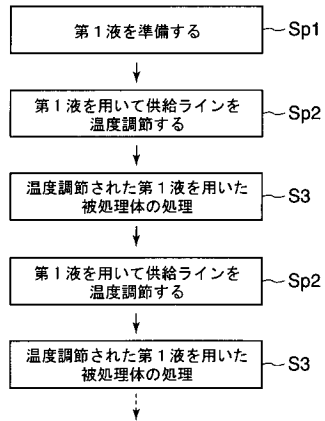 第１液を準備する
Sp1
第１液を用いて供給ラインを
温度調節する
Sp2
温度調節された第１液を用いた
被処理体の処理
S3
第１液を用いて供給ラインを
温度調節する
Sp2
温度調節された第１液を用いた
被処理体の処理
S3